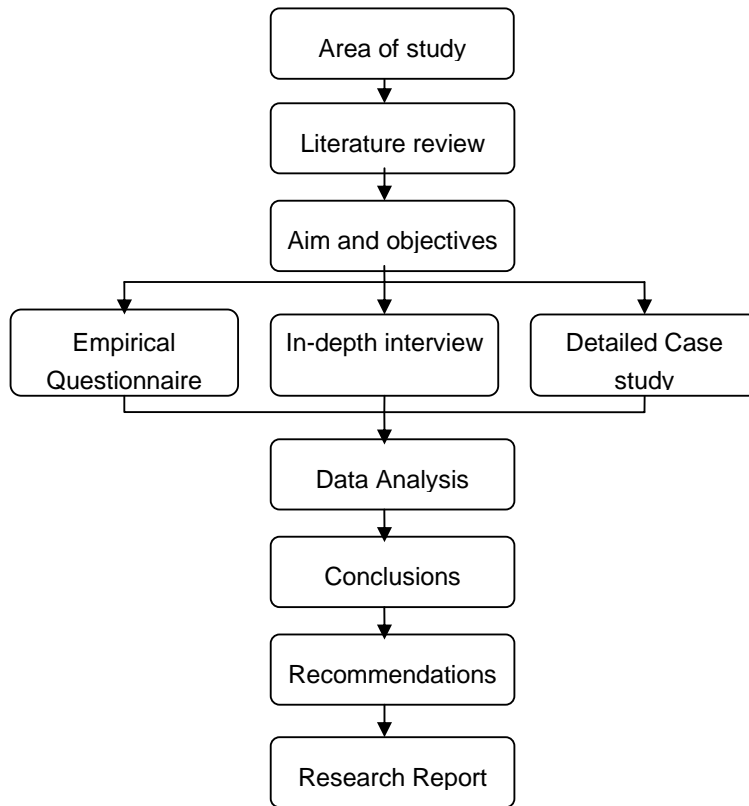 Area of study
Literature review
Aim and objectives
Empirical
Questionnaire
In-depth interview
Detailed Case
study
Data Analysis
Conclusions
Recommendations
Research Report